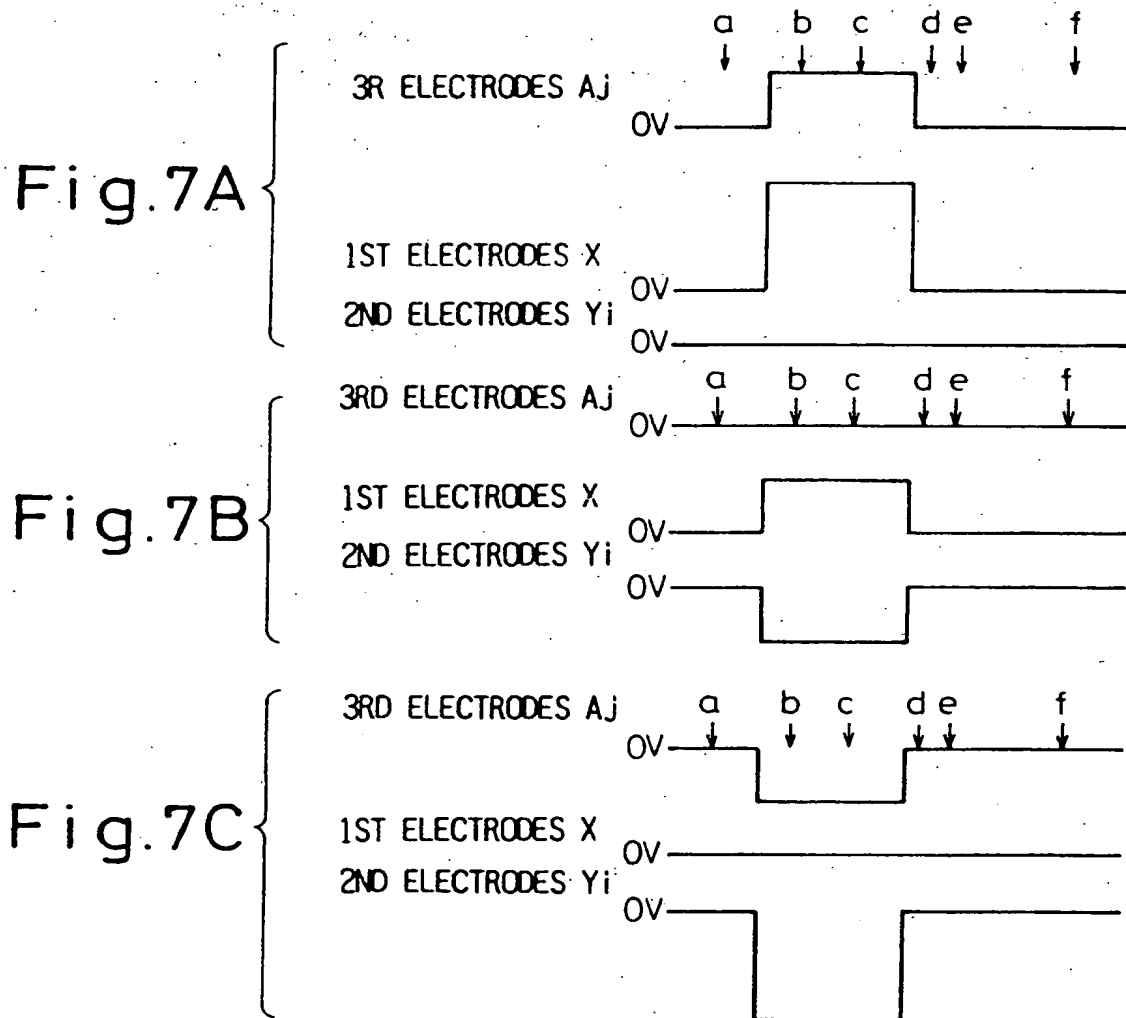 a b c d e f
3R ELECTRODES Aj
0V
Fig.7A
1ST ELECTRODES X
0V
2ND ELECTRODES Yi
0V
a b c d e f
3RD ELECTRODES Aj
0V
1ST ELECTRODES X
Fig.7B
0V
2ND ELECTRODES Yi
0V
a b c d e f
3RD ELECTRODES Aj
0V
Fig.7C
1ST ELECTRODES X
0V
2ND ELECTRODES Yi
0V